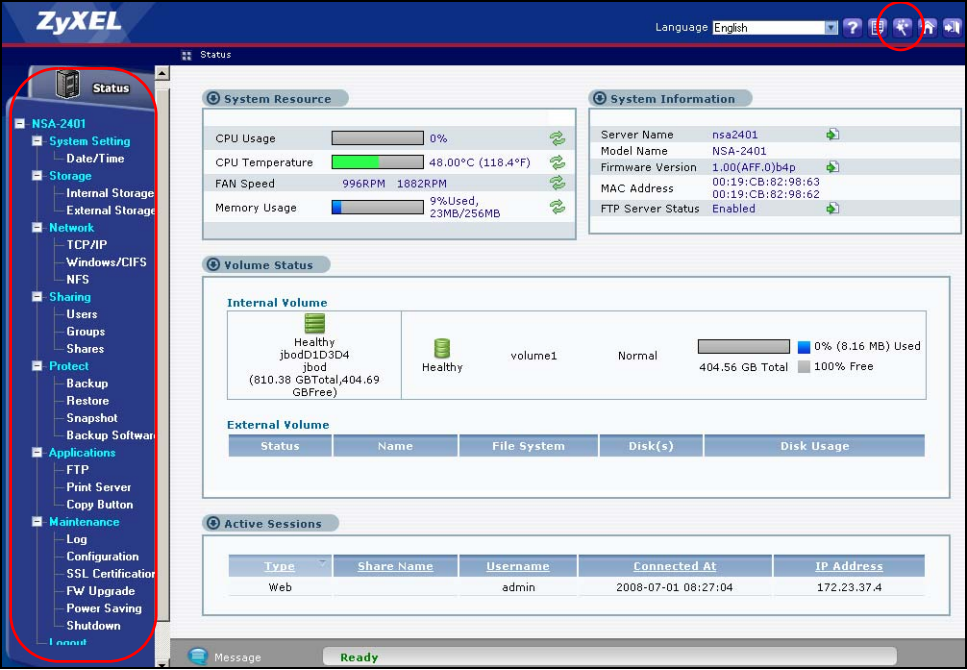 ZyXEL
Language English
?
Status
Status
NSA-2401
System Setting
Date/Time
Storage
Internal Storage
External Storage
Network
TCP/IP
Windows/CIFS
NFS
Sharing
Users
Groups
Shares
Protect
Backup
Restore
Snapshot
Backup Softwar
Applications
FTP
Print Server
Copy Button
Maintenance
Log
Configuration
SSL Certification
FW Upgrade
Power Saving
Shutdown
Logout
System Resource
CPU Usage 0%
CPU Temperature 48.00°C (118.4°F)
FAN Speed 996RPM 1882RPM
Memory Usage 9%Used,
23MB/256MB
System Information
Server Name nsa2401
Model Name NSA-2401
Firmware Version 1.00(AFF.0)b4p
MAC Address 00:19:CB:82:98:63
00:19:CB:82:98:62
FTP Server Status Enabled
Volume Status
Internal Volume
Healthy
jbodD1D3D4
jbod
(810.38 GBTotal,404.69
GBFree)
Healthy
volume1
Normal
404.56 GB Total
0% (8.16 MB) Used
100% Free
External Volume
Status Name File System Disk(s) Disk Usage
Active Sessions
Type Share Name Username Connected At IP Address
Web admin 2008-07-01 08:27:04 172.23.37.4
Message Ready